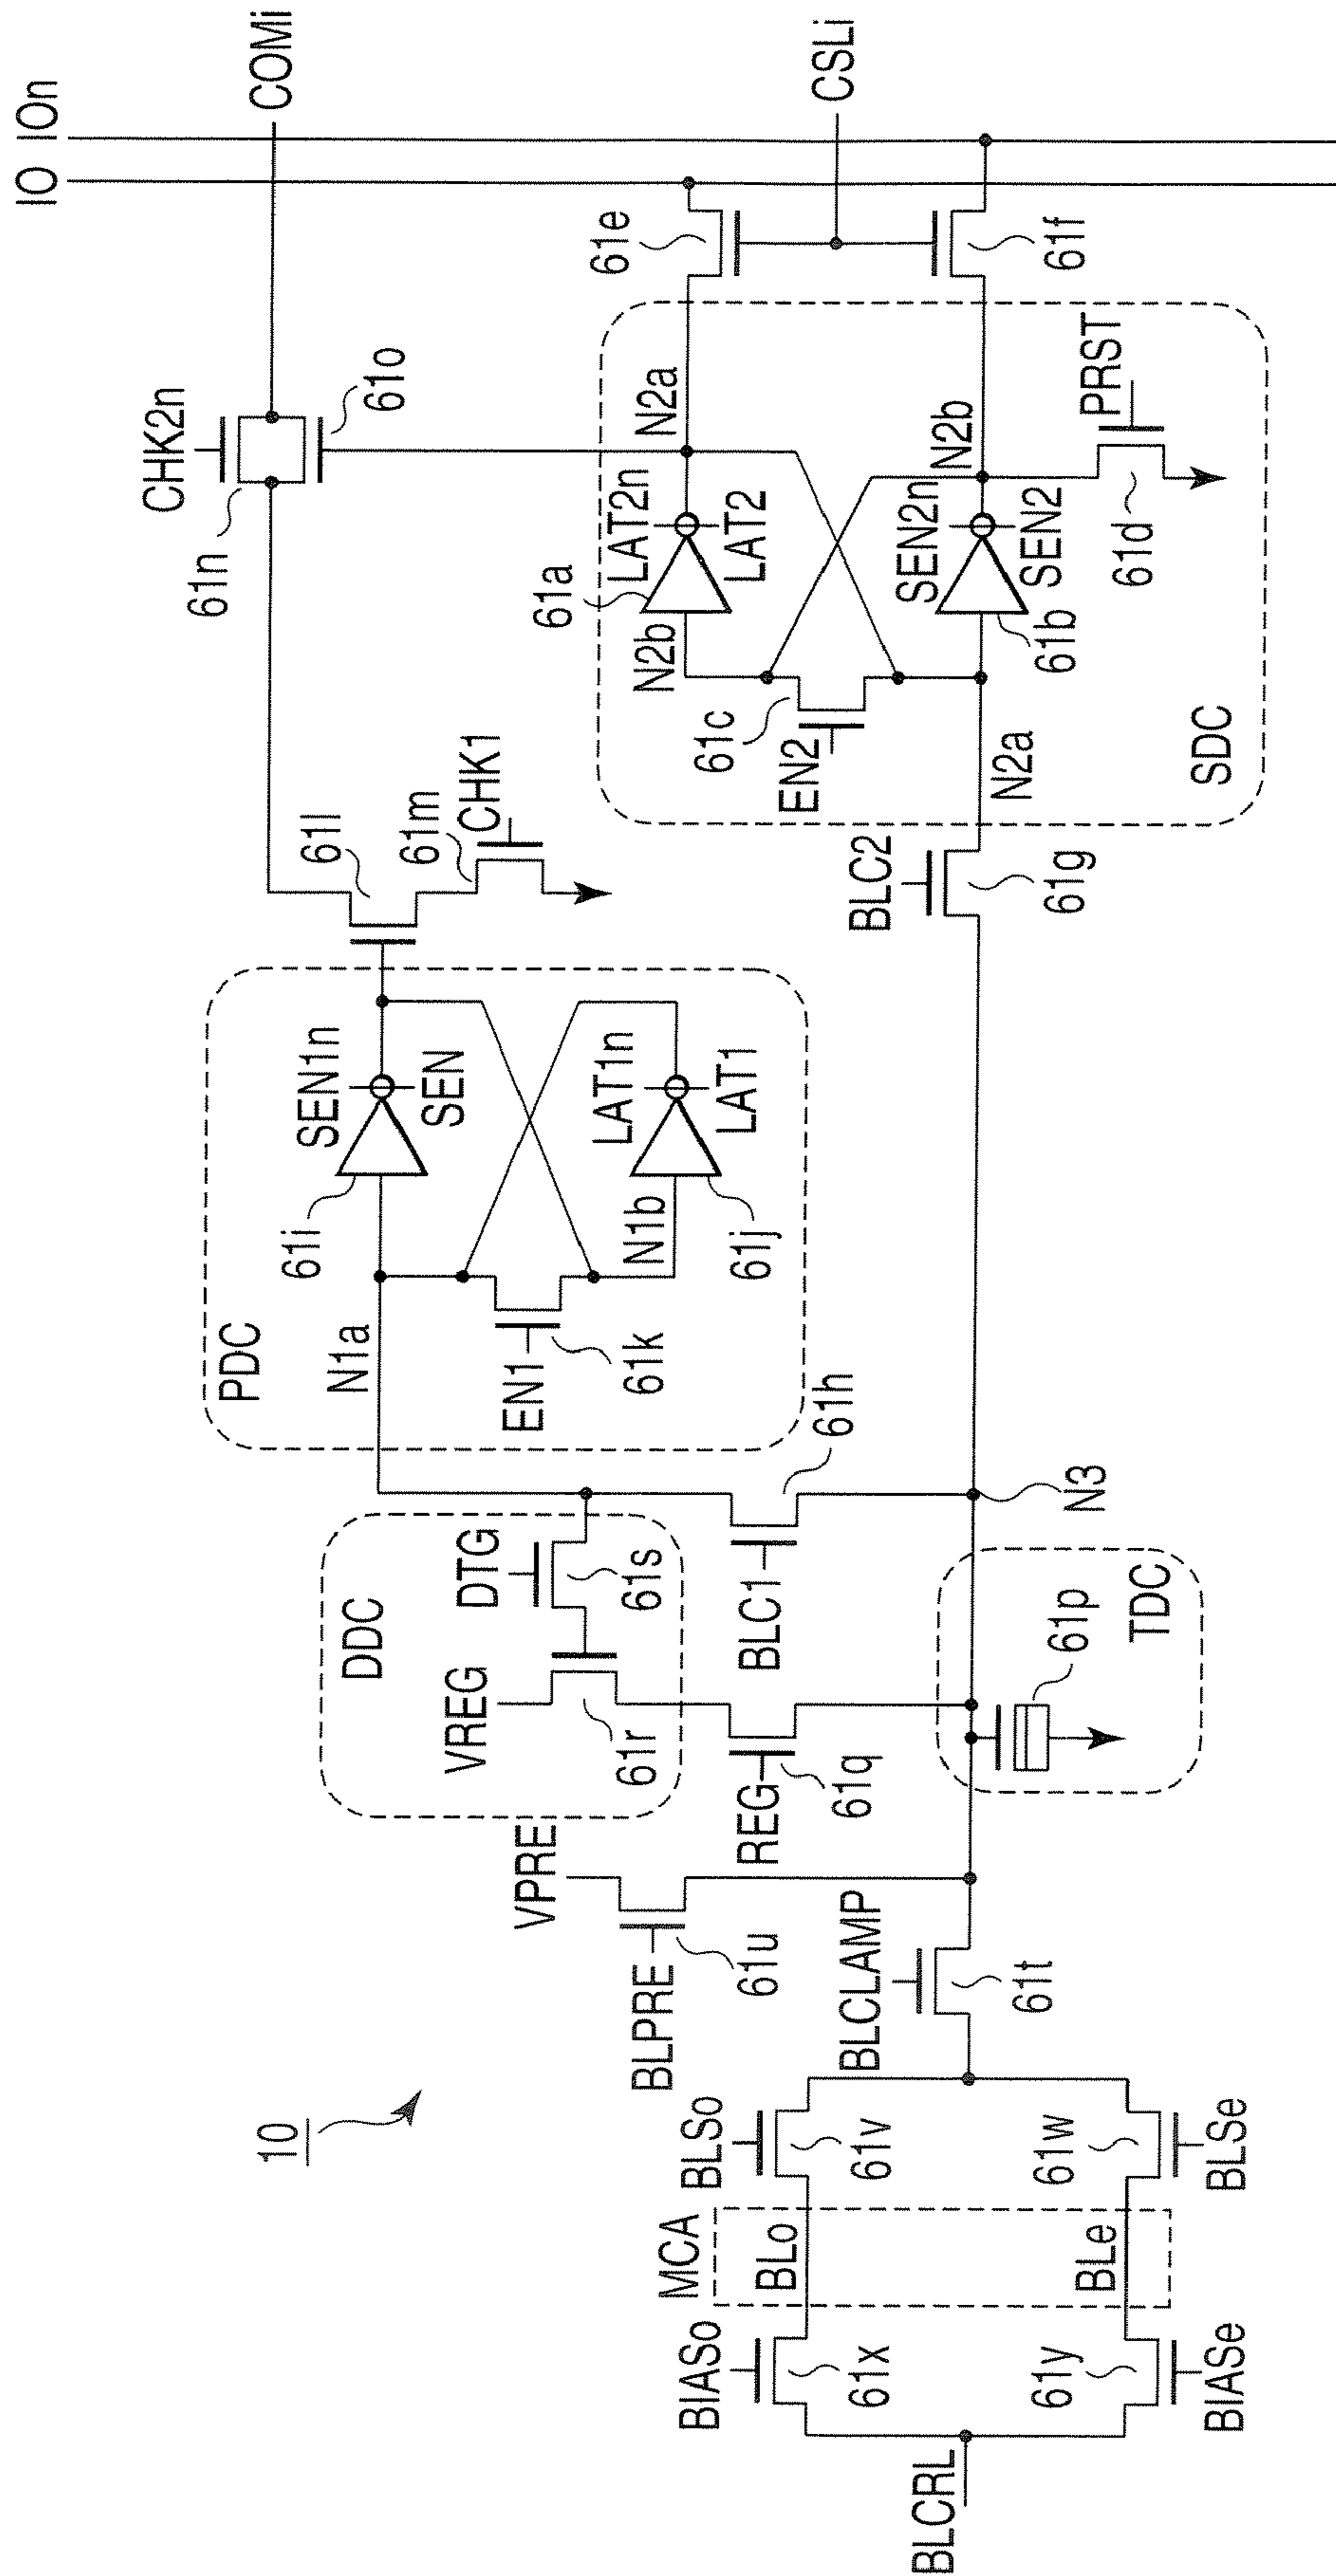 10
IO
IOn
COMi
CHK2n
61n
61o
61e
CSLi
61f
61l
61m
CHK1
61a
LAT2n
LAT2
N2a
N2b
61c
EN2
SEN2n
SEN2
N2b
61b
PRST
61d
SDC
N2a
BLC2
61g
PDC
N1a
61i
SEN1n
SEN
LAT1n
LAT1
N1b
61j
EN1
61k
61h
BLC1
N3
DDC
DTG
61s
VREG
61r
REG
61q
TDC
61p
VPRE
BLPRE
61u
BLCLAMP
61t
BLSo
61v
61w
BLSe
MCA
BLo
BLe
BIASo
61x
61y
BIASe
BLCRL